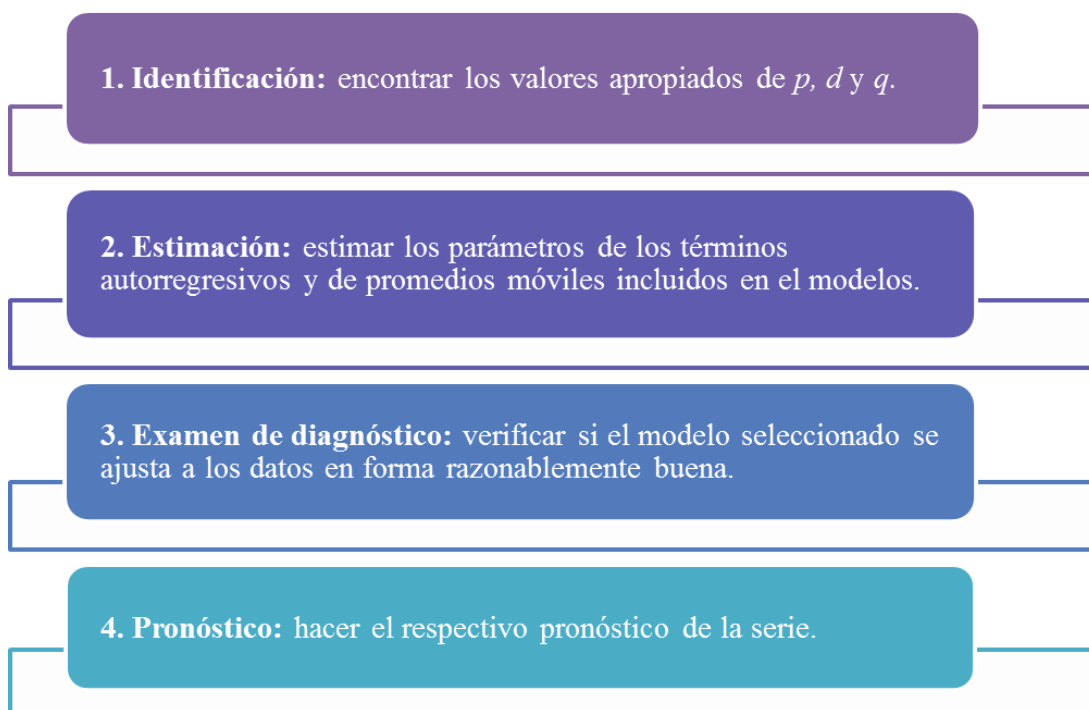 1. Identificación: encontrar los valores apropiados de p, d y q.
2. Estimación: estimar los parámetros de los términos
autorregresivos y de promedios móviles incluidos en el modelos.
3. Examen de diagnóstico: verificar si el modelo seleccionado se
ajusta a los datos en forma razonablemente buena.
4. Pronóstico: hacer el respectivo pronóstico de la serie.